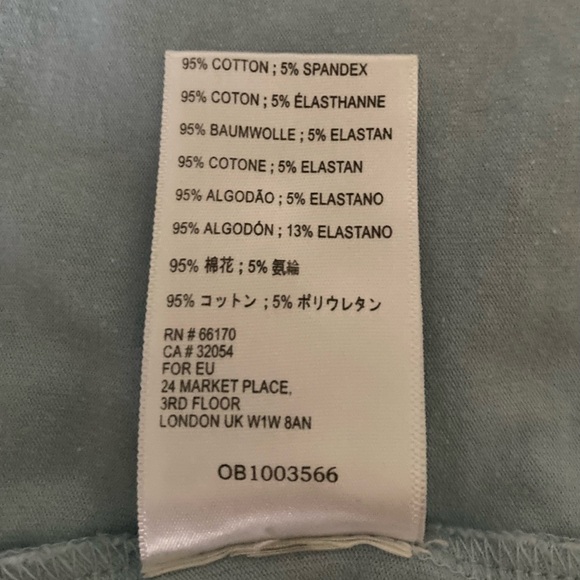 95% COTTON ; 5% SPANDEX
95% COTON ; 5% ÉLASTHANNE
95% BAUMWOLLE ; 5% ELASTAN
95% COTONE ; 5% ELASTAN
95% ALGODÃO ; 5% ELASTANO
95% ALGODÓN ; 13% ELASTANO
95% 棉花 ; 5% 氨綸
95% コットン ; 5% ポリウレタン
RN # 66170
CA # 32054
FOR EU
24 MARKET PLACE,
3RD FLOOR
LONDON UK W1W 8AN
OB1003566